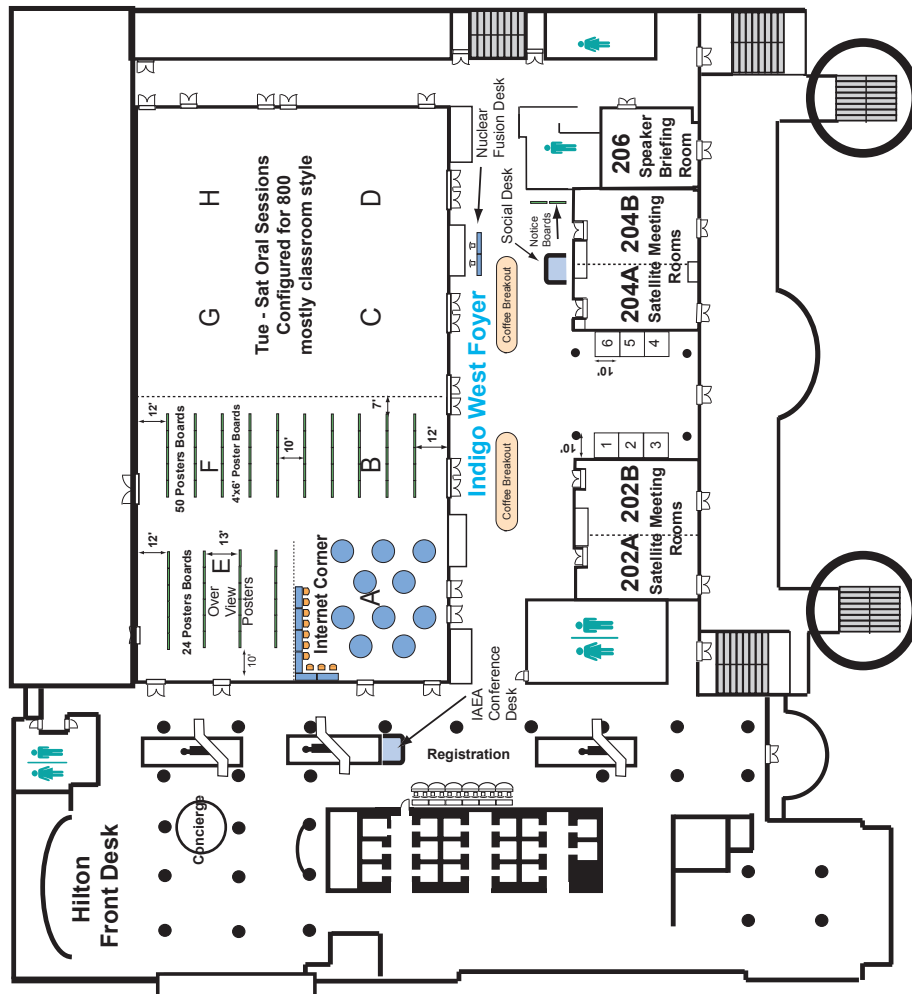 Nuclear
Fusion Desk
Social Desk
Notice
Boards
206
Speaker
Briefing
Room
H
D
G
C
Tue - Sat Oral Sessions
Configured for 800
mostly classroom style
204A 204B
Satellite Meeting
Rooms
Indigo West Foyer
Coffee Breakout
Coffee Breakout
6
5
4
10'
1
2
3
10'
12'
50 Posters Boards
F
4'x6' Poster Boards
10'
B
7'
12'
202A 202B
Satellite Meeting
Rooms
12'
24 Posters Boards
13'
E
Over
View
Posters
10'
Internet Corner
A
IAEA
Conference
Desk
Registration
Concierge
Hilton
Front Desk